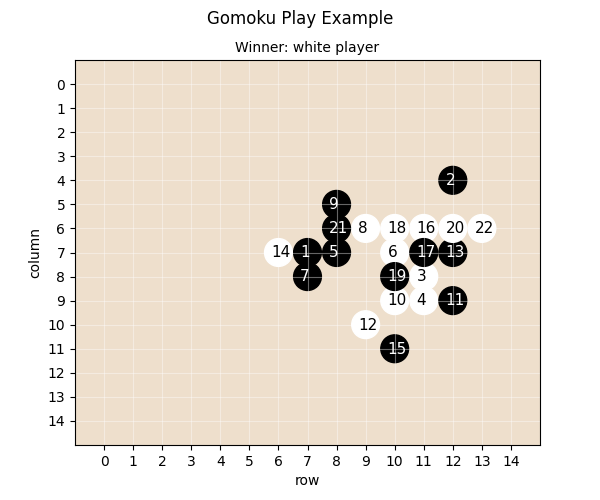 Gomoku Play Example
Winner: white player
0
1
2
3
4 2
5 9
6 21 8 18 16 20 22
7 14 1 5 6 17 13
8 7 19 3
9 10 4 11
10 12
11 15
12
13
14
column
0 1 2 3 4 5 6 7 8 9 10 11 12 13 14
row